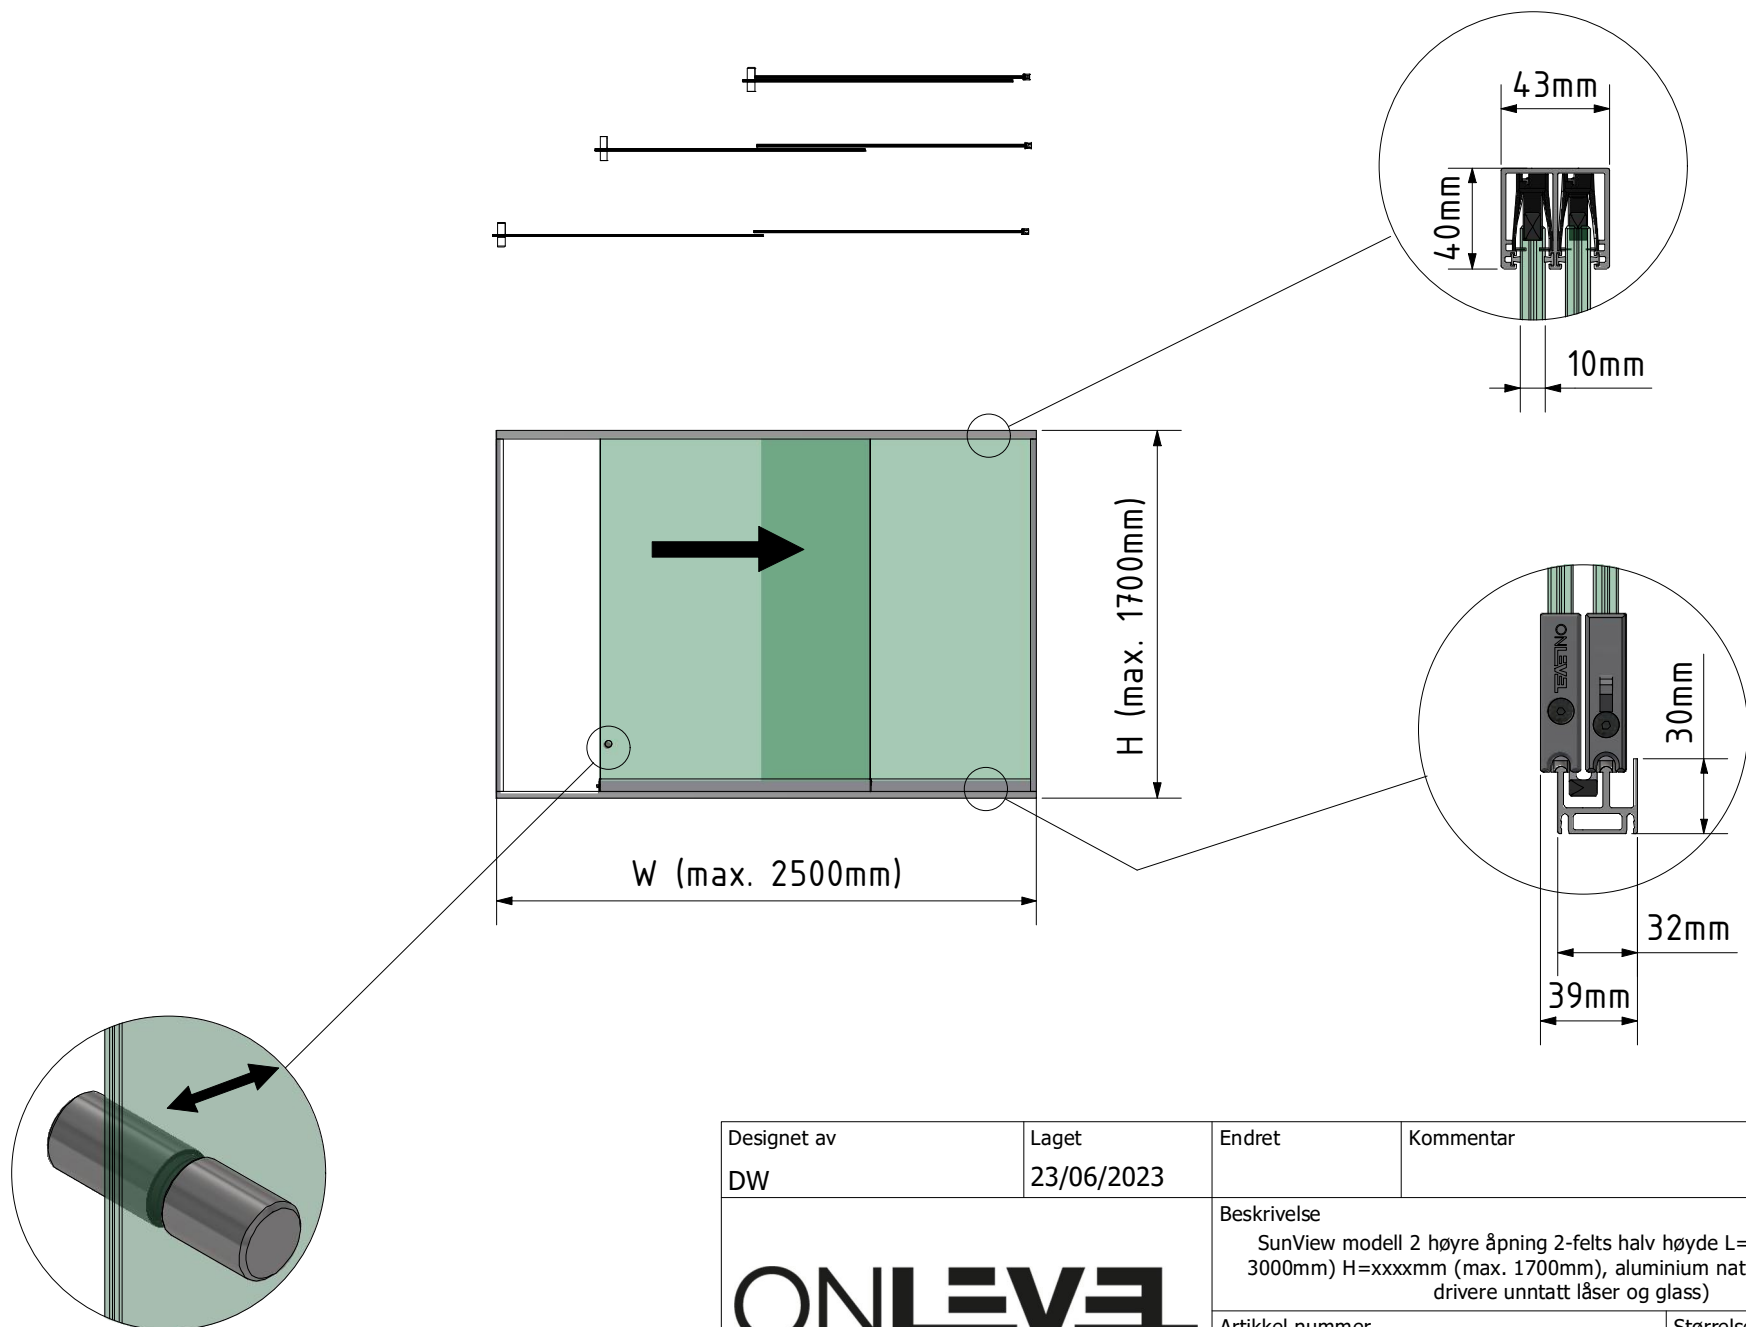 43mm
40mm
10mm
H (max. 1700mm)
W (max. 2500mm)
ONLEVEL
30mm
32mm
39mm
Designet av
DW
Laget
23/06/2023
Endret
Kommentar
Beskrivelse
SunView modell 2 høyre åpning 2-felts halv høyde L=
3000mm) H=xxxxmm (max. 1700mm), aluminium nat
drivere unntatt låser og glass)
ONLEVEL
Artikkel nummer
Størrelse